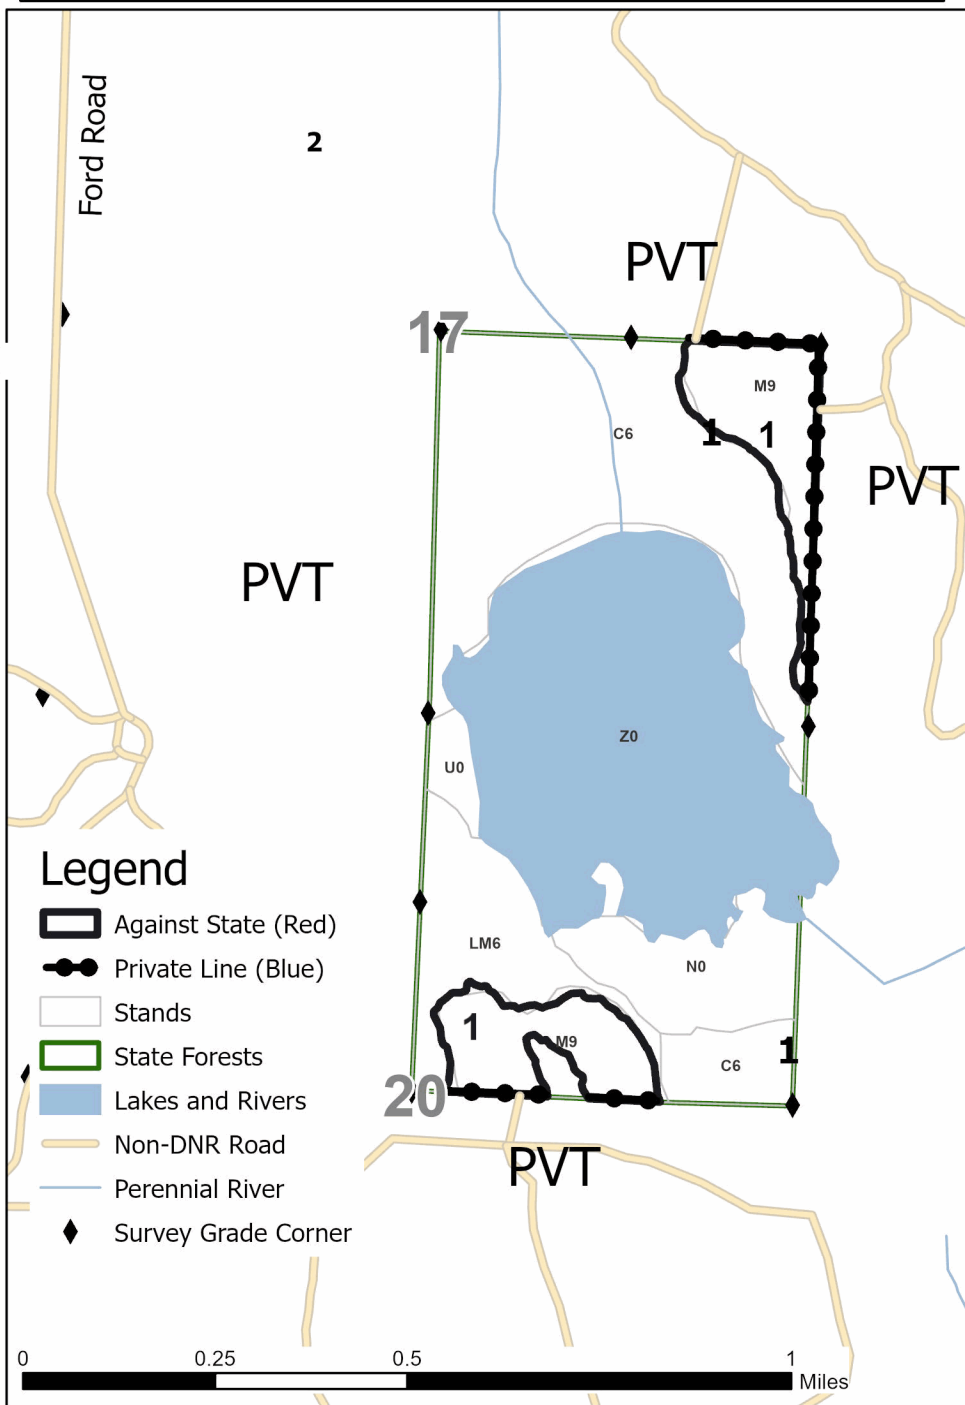 Ford Road
2
PVT
17
M9
C6
1
1
PVT
PVT
Z0
U0
LM6
N0
1
M9
C6
1
20
PVT
Legend
Against State (Red)
Private Line (Blue)
Stands
State Forests
Lakes and Rivers
Non-DNR Road
Perennial River
Survey Grade Corner
0 0.25 0.5 1
Miles